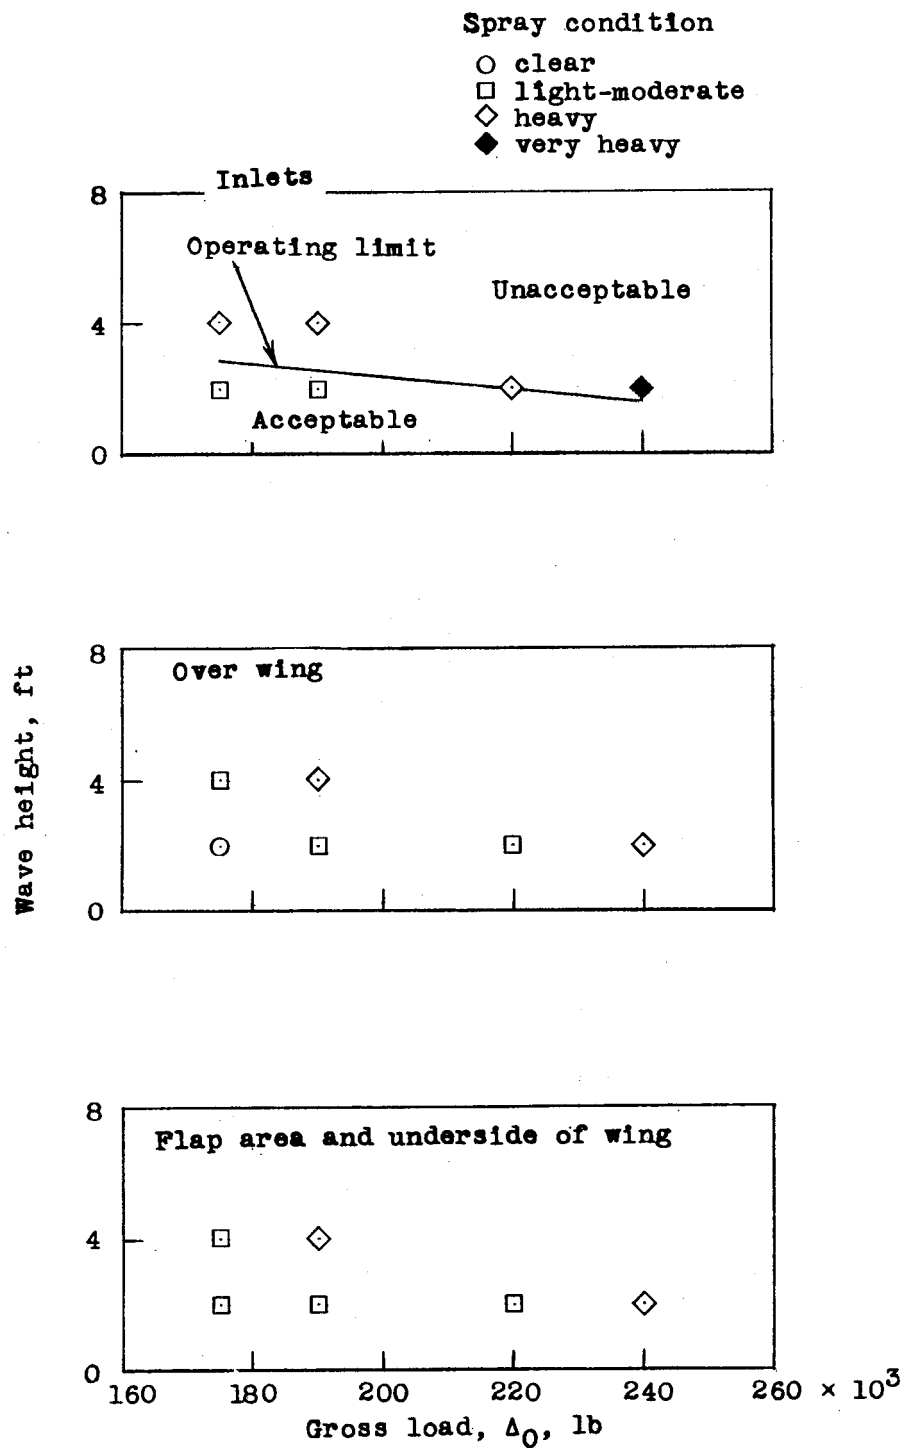 Spray condition
clear
light-moderate
heavy
very heavy
Inlets
8
Operating limit
Unacceptable
4
Acceptable
0
Wave height, ft
8
Over wing
4
0
8
Flap area and underside of wing
4
0
160 180 200 220 240 260 × 10³
Gross load, Δ₀, lb